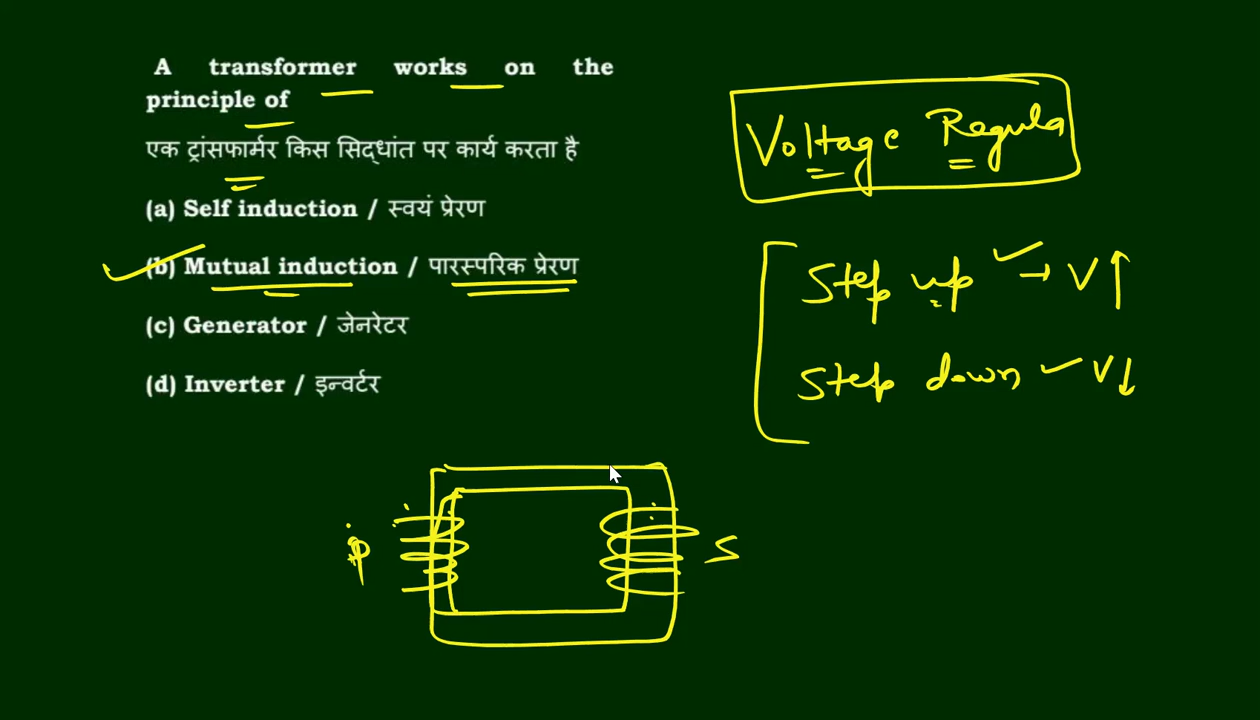 A transformer works on the
principle of
एक ट्रांसफार्मर किस सिद्धांत पर कार्य करता है
(a) Self induction / स्वयं प्रेरण
(b) Mutual induction / पारस्परिक प्रेरण
(c) Generator / जेनरेटर
(d) Inverter / इन्वर्टर
Voltage Regula
Step up ✓ → V↑
Step down ✓ V↓
P
S